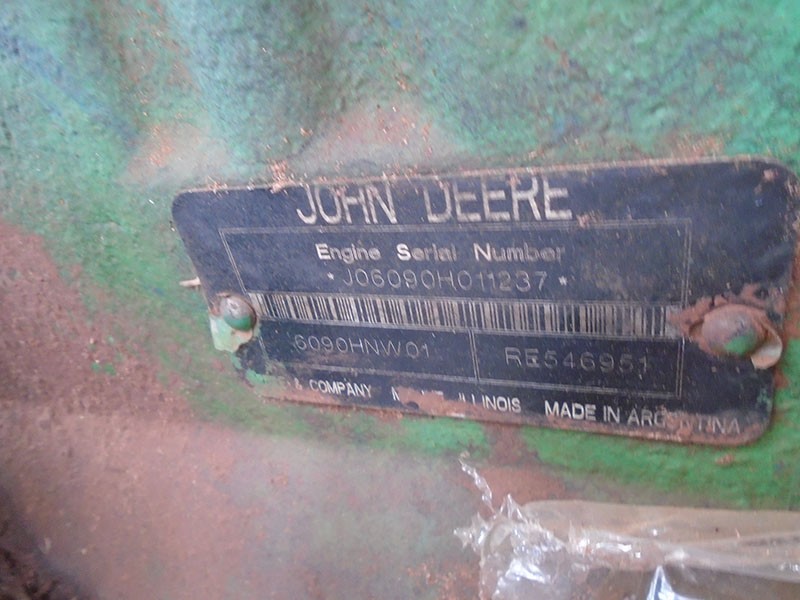 JOHN DEERE
Engine Serial Number
*J06090H011237*
6090HNW01 RE546951
& COMPANY ILLINOIS MADE IN ARGENTINA